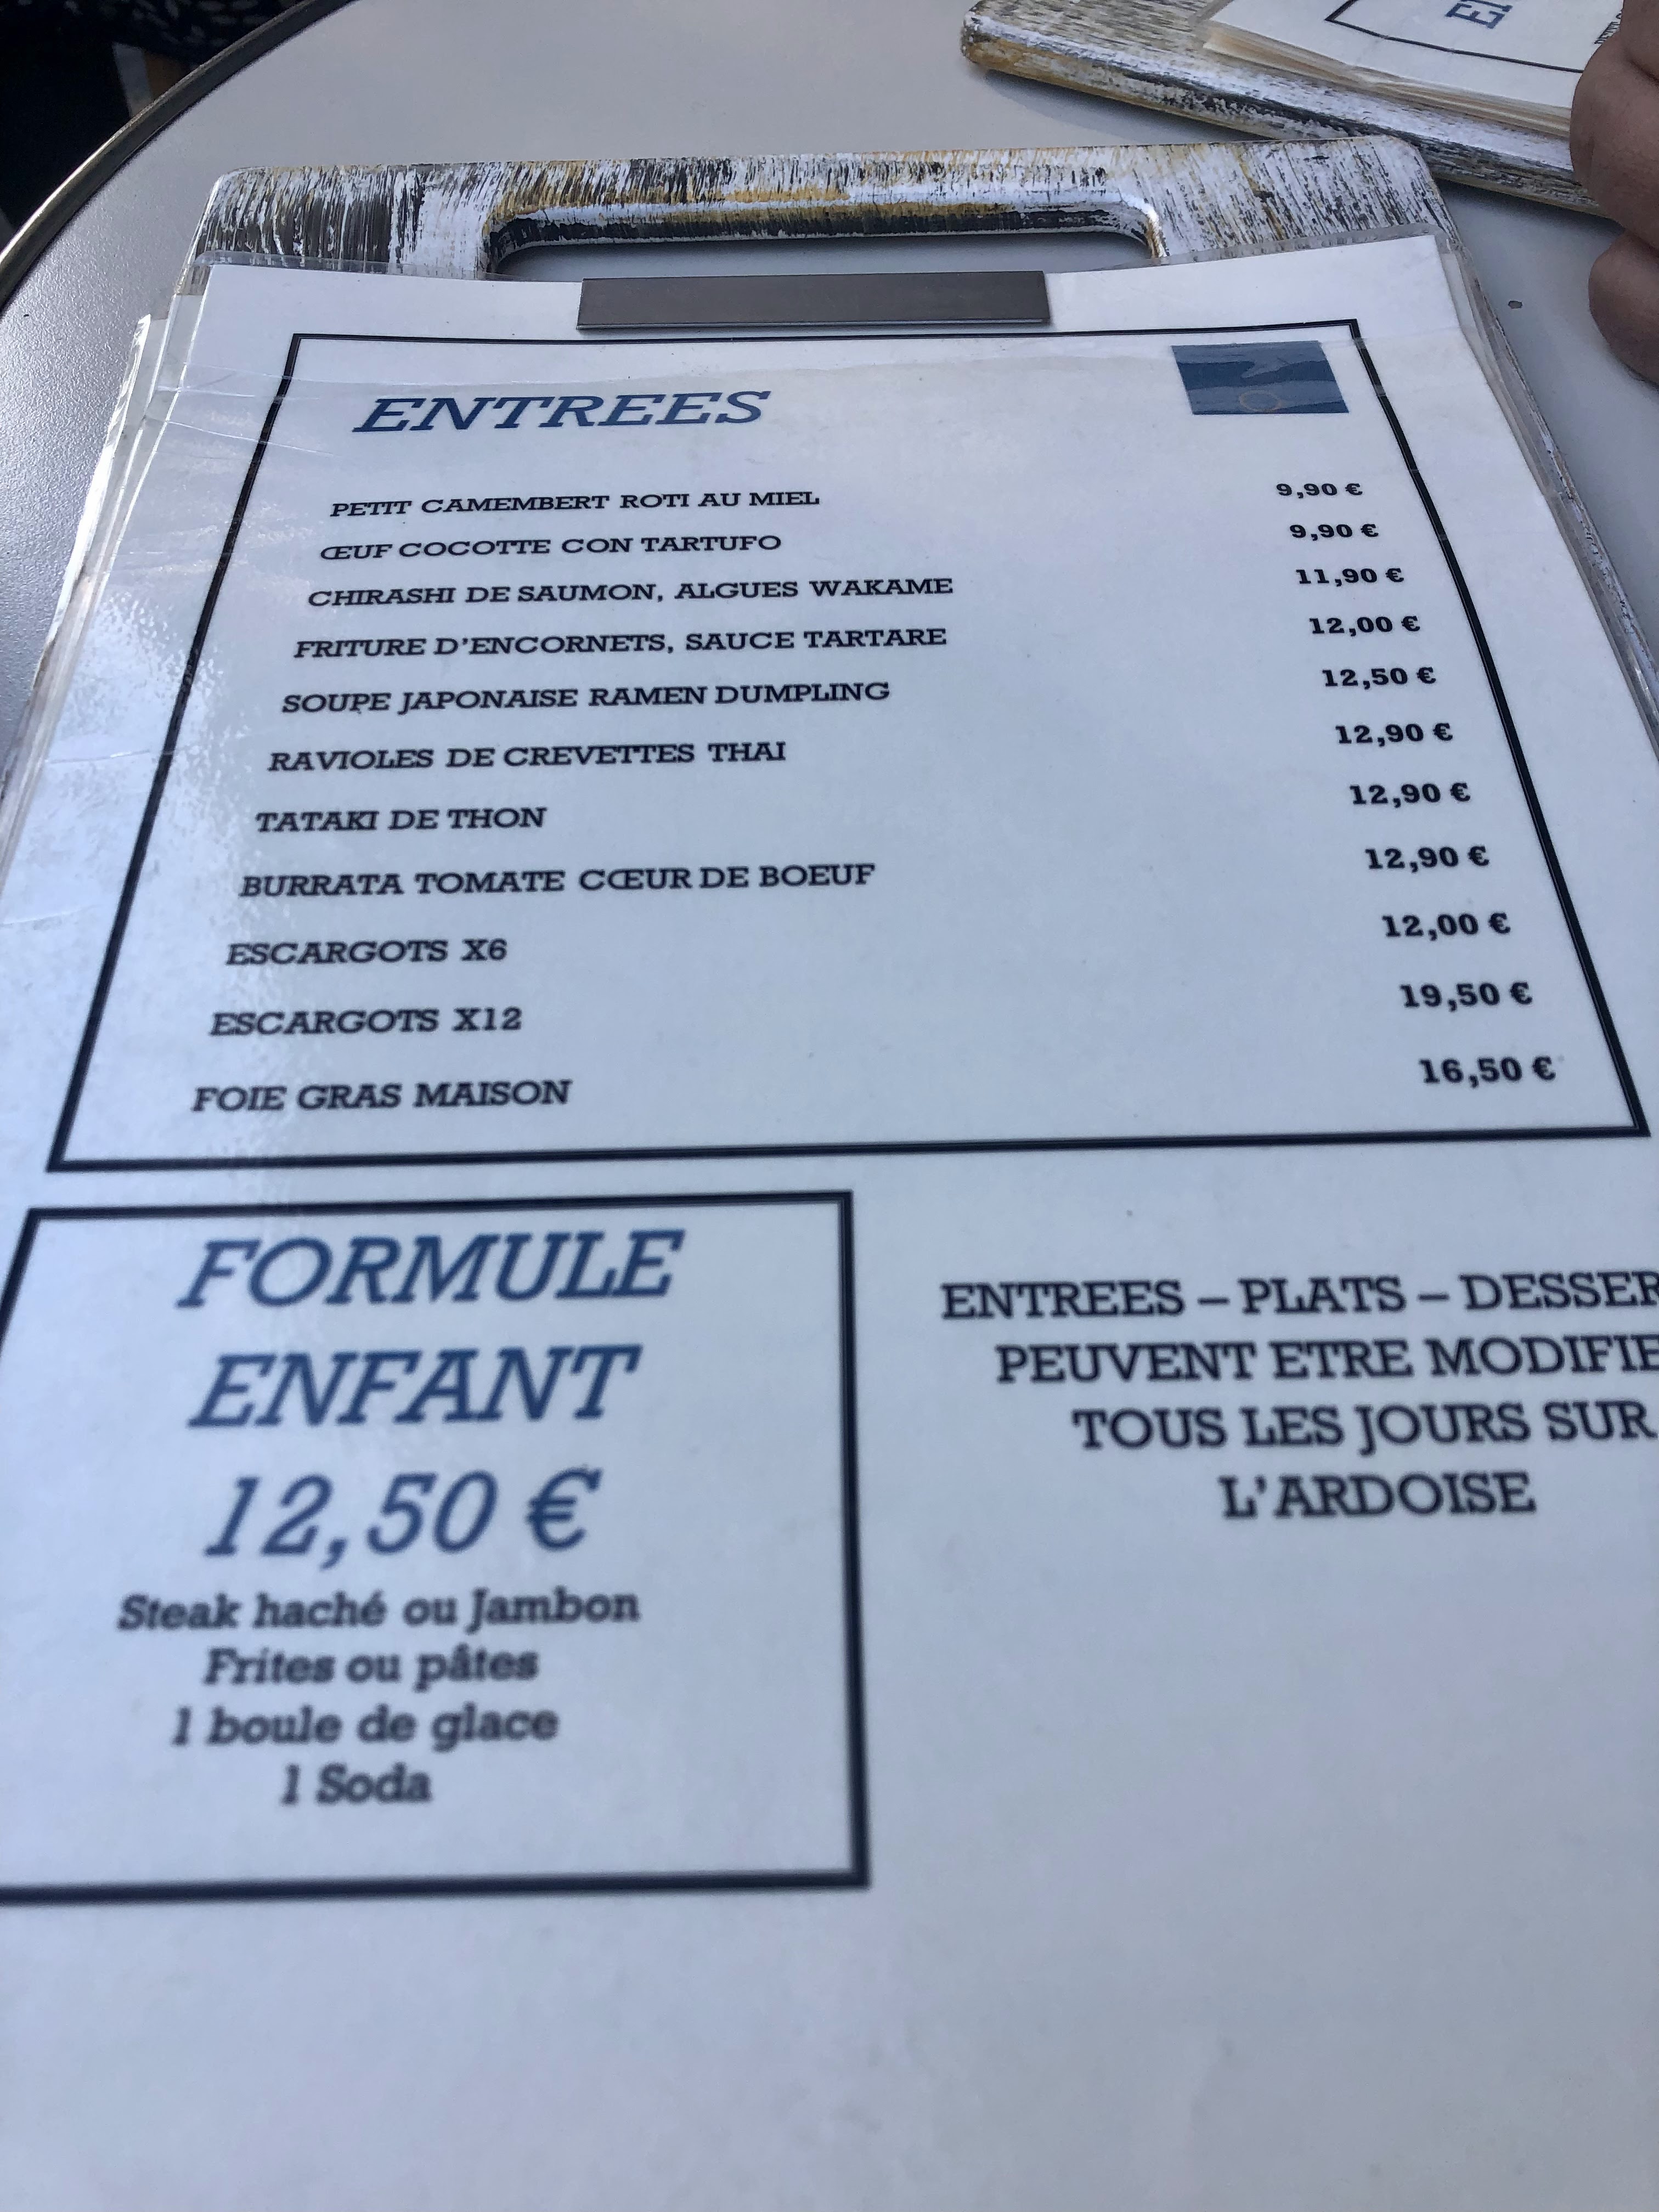 ENTREES
PETIT CAMEMBERT ROTI AU MIEL 9,90 €
ŒUF COCOTTE CON TARTUFO 9,90 €
CHIRASHI DE SAUMON, ALGUES WAKAME 11,90 €
FRITURE D'ENCORNETS, SAUCE TARTARE 12,00 €
SOUPE JAPONAISE RAMEN DUMPLING 12,50 €
RAVIOLES DE CREVETTES THAI 12,90 €
TATAKI DE THON 12,90 €
BURRATA TOMATE CŒUR DE BOEUF 12,90 €
ESCARGOTS X6 12,00 €
ESCARGOTS X12 19,50 €
FOIE GRAS MAISON 16,50 €
FORMULE
ENFANT
12,50 €
Steak haché ou Jambon
Frites ou pâtes
1 boule de glace
1 Soda
ENTREES – PLATS – DESSER
PEUVENT ETRE MODIFIE
TOUS LES JOURS SUR
L'ARDOISE